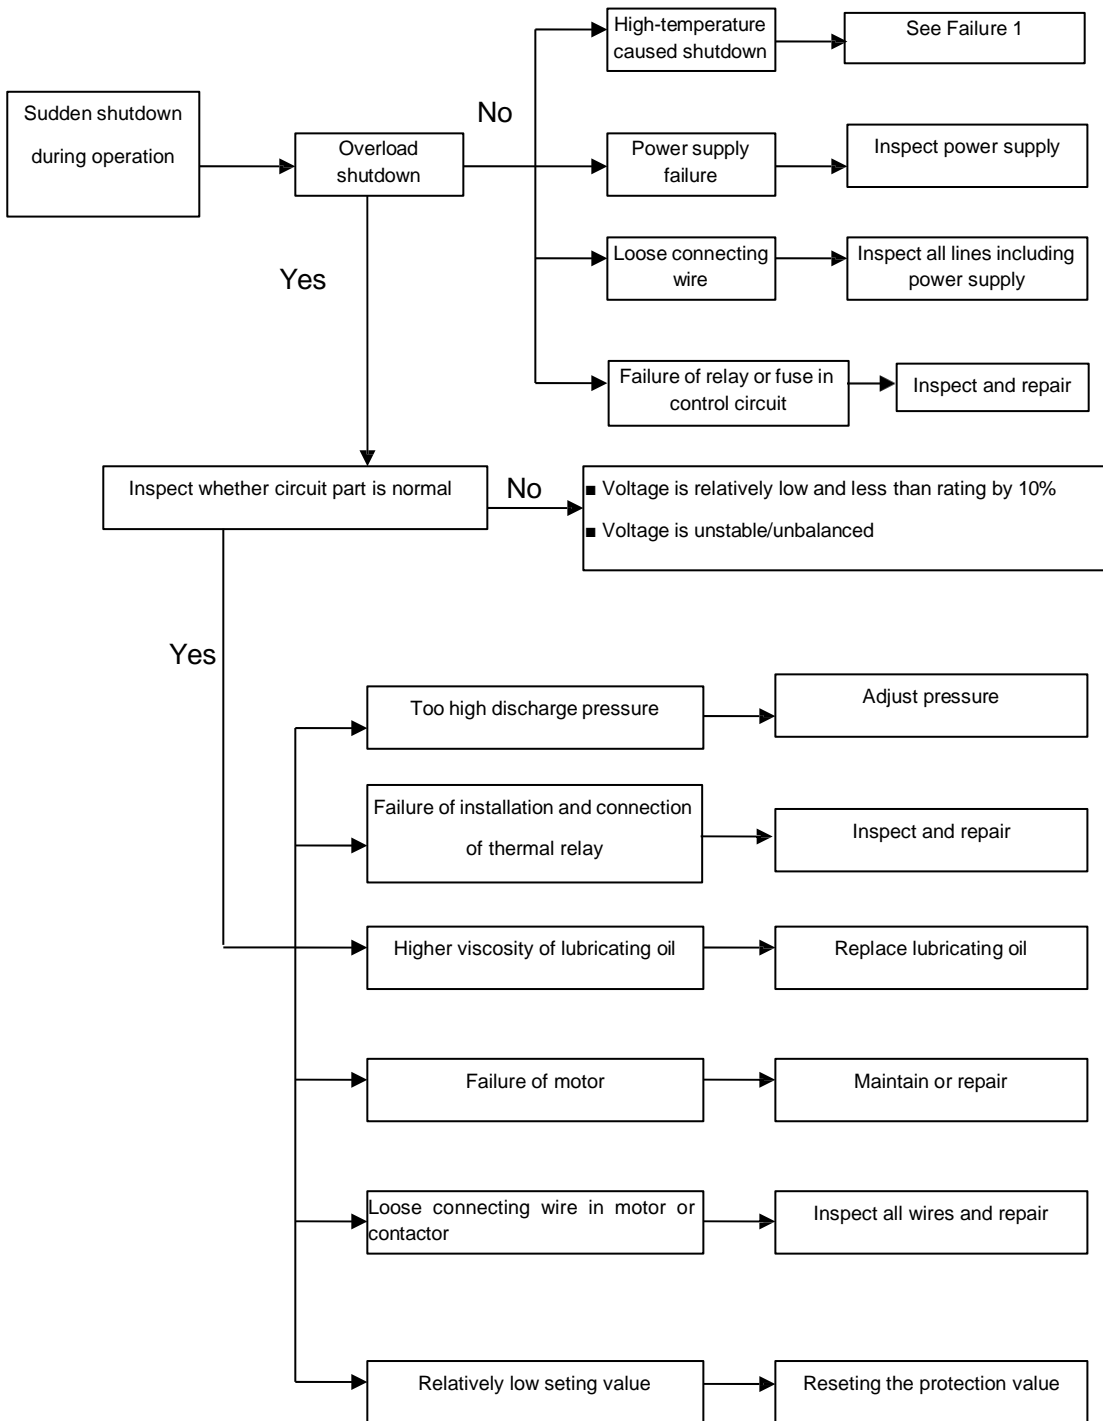 High-temperature
caused shutdown
See Failure 1
Sudden shutdown
during operation
No
Overload
shutdown
Power supply
failure
Inspect power supply
Yes
Loose connecting
wire
Inspect all lines including
power supply
Failure of relay or fuse in
control circuit
Inspect and repair
Inspect whether circuit part is normal
No
■ Voltage is relatively low and less than rating by 10%
■ Voltage is unstable/unbalanced
Yes
Too high discharge pressure
Adjust pressure
Failure of installation and connection
of thermal relay
Inspect and repair
Higher viscosity of lubricating oil
Replace lubricating oil
Failure of motor
Maintain or repair
Loose connecting wire in motor or
contactor
Inspect all wires and repair
Relatively low seting value
Reseting the protection value